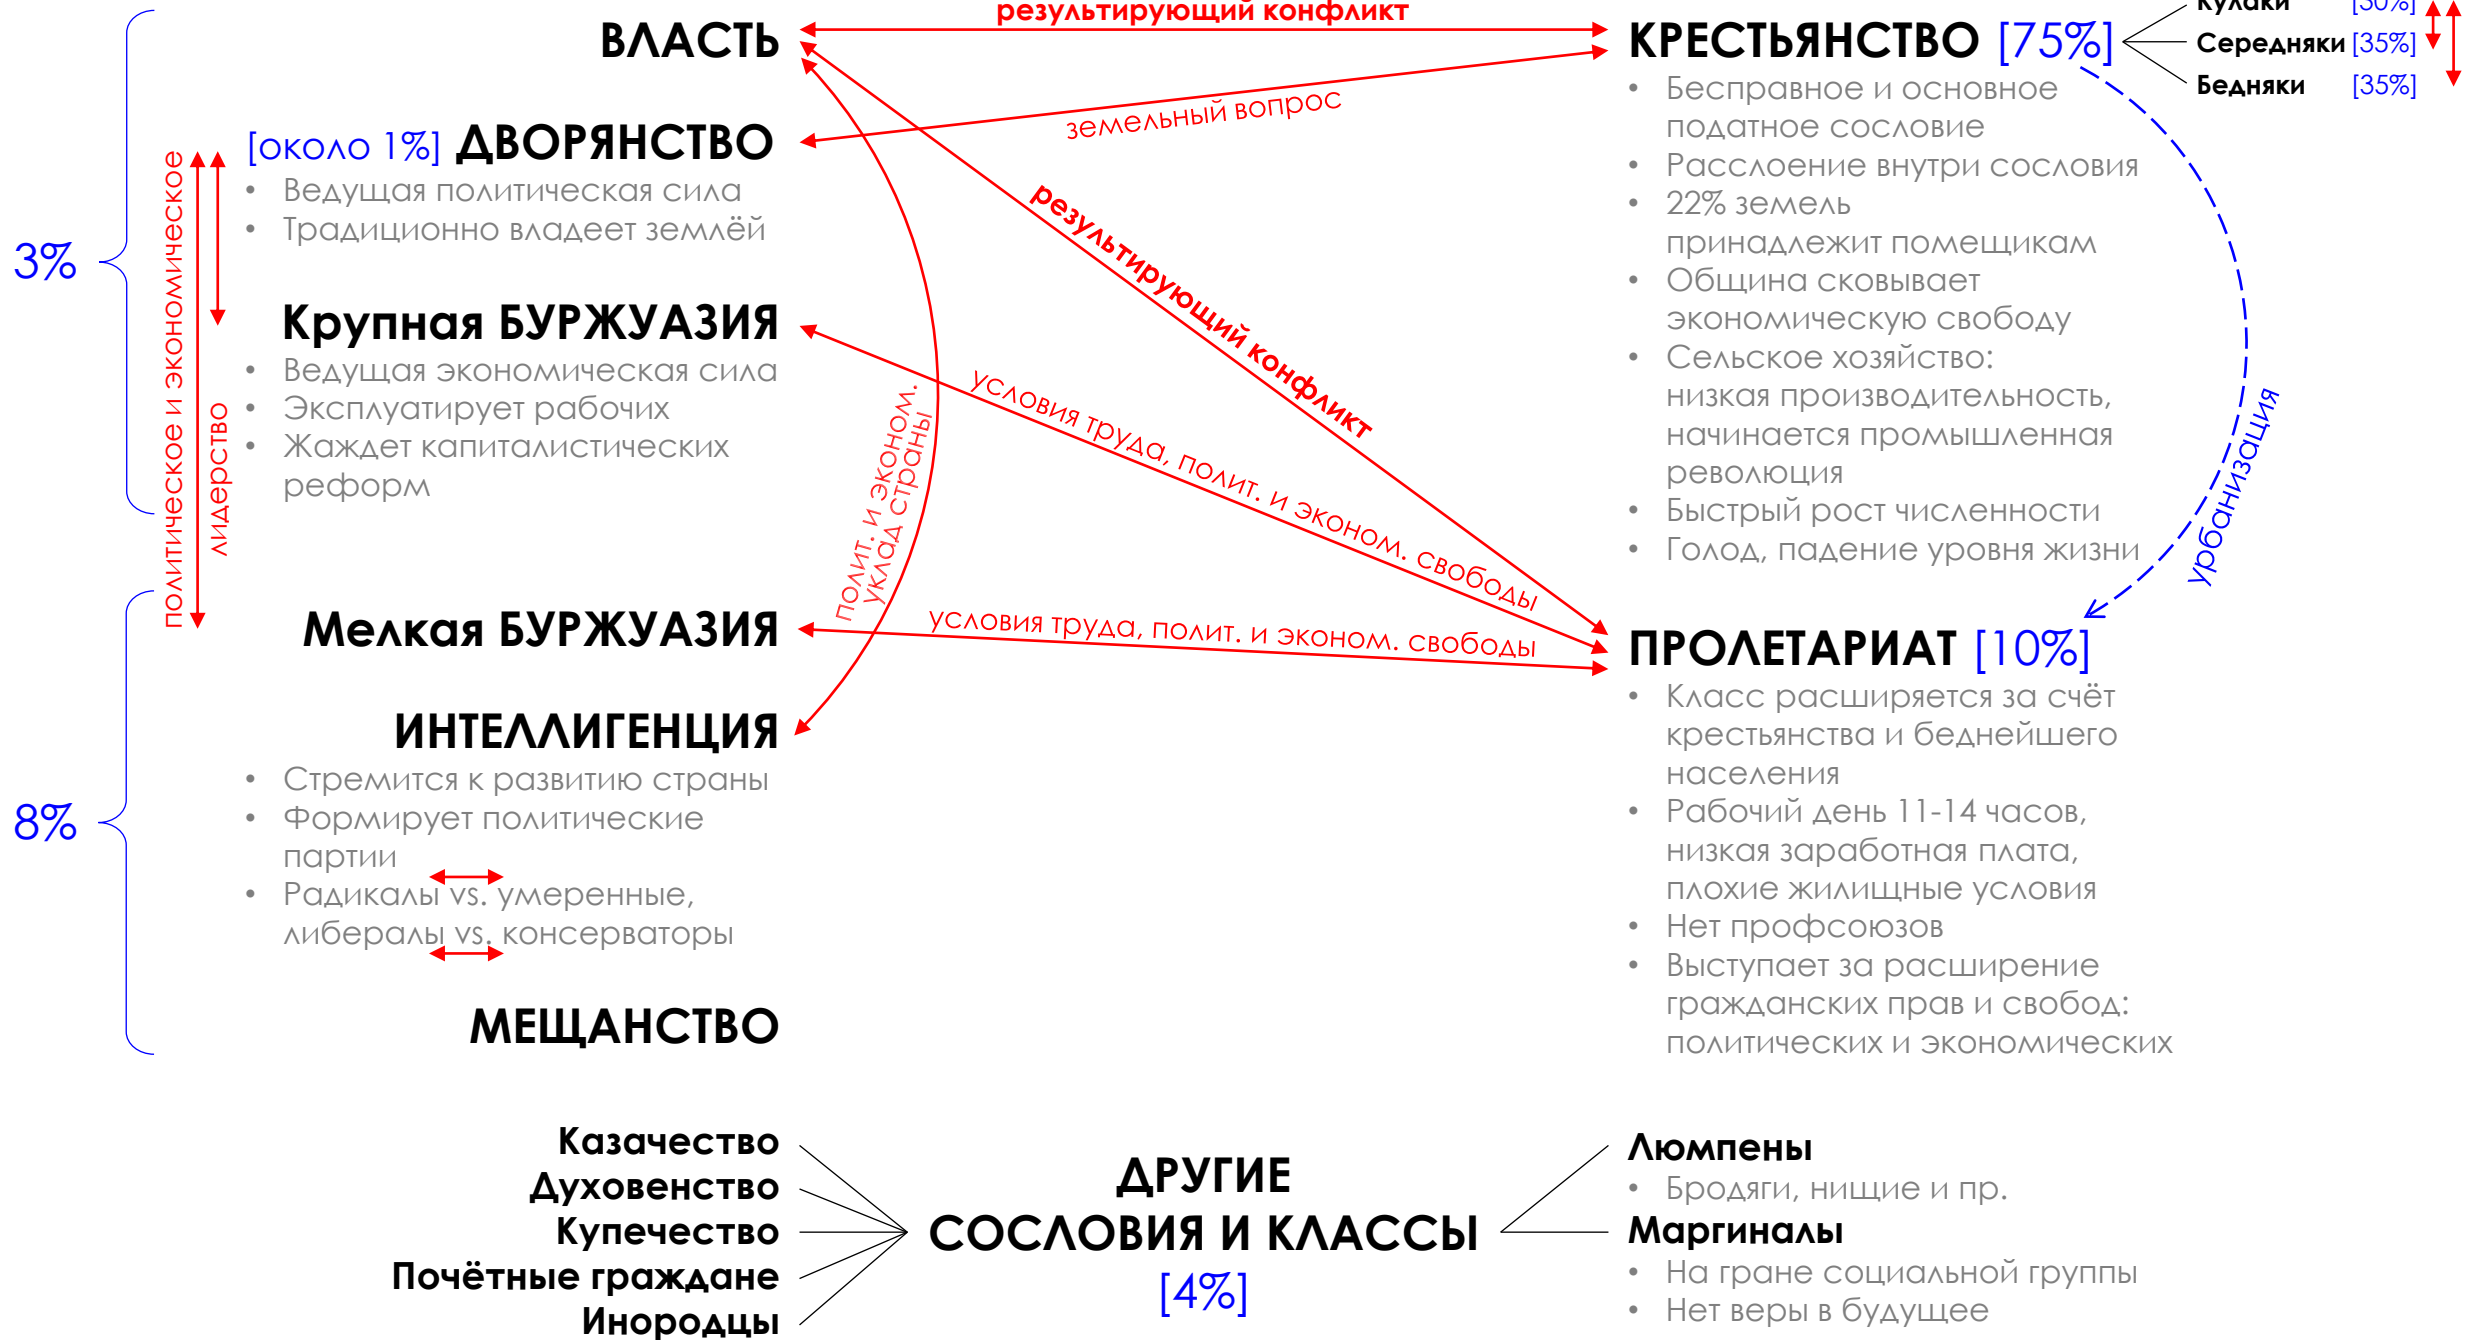 результирующий конфликт
ВЛАСТЬ
[около 1%] ДВОРЯНСТВО
• Ведущая политическая сила
• Традиционно владеет землёй
3%
политическое и экономическое
лидерство
Крупная БУРЖУАЗИЯ
• Ведущая экономическая сила
• Эксплуатирует рабочих
• Жаждет капиталистических
реформ
Мелкая БУРЖУАЗИЯ
ИНТЕЛЛИГЕНЦИЯ
• Стремится к развитию страны
• Формирует политические
партии
• Радикалы vs. умеренные,
либералы vs. консерваторы
8%
МЕЩАНСТВО
земельный вопрос
результирующий конфликт
условия труда, полит. и эконом. свободы
полит. и эконом.
уклад страны
условия труда, полит. и эконом. свободы
КРЕСТЬЯНСТВО [75%]
Кулаки [30%]
Середняки [35%]
Бедняки [35%]
• Бесправное и основное
податное сословие
• Расслоение внутри сословия
• 22% земель
принадлежит помещикам
• Община сковывает
экономическую свободу
• Сельское хозяйство:
низкая производительность,
начинается промышленная
революция
• Быстрый рост численности
• Голод, падение уровня жизни
урбанизация
ПРОЛЕТАРИАТ [10%]
• Класс расширяется за счёт
крестьянства и беднейшего
населения
• Рабочий день 11-14 часов,
низкая заработная плата,
плохие жилищные условия
• Нет профсоюзов
• Выступает за расширение
гражданских прав и свобод:
политических и экономических
Казачество
Духовенство
Купечество
Почётные граждане
Инородцы
ДРУГИЕ
СОСЛОВИЯ И КЛАССЫ
[4%]
Люмпены
• Бродяги, нищие и пр.
Маргиналы
• На гране социальной группы
• Нет веры в будущее